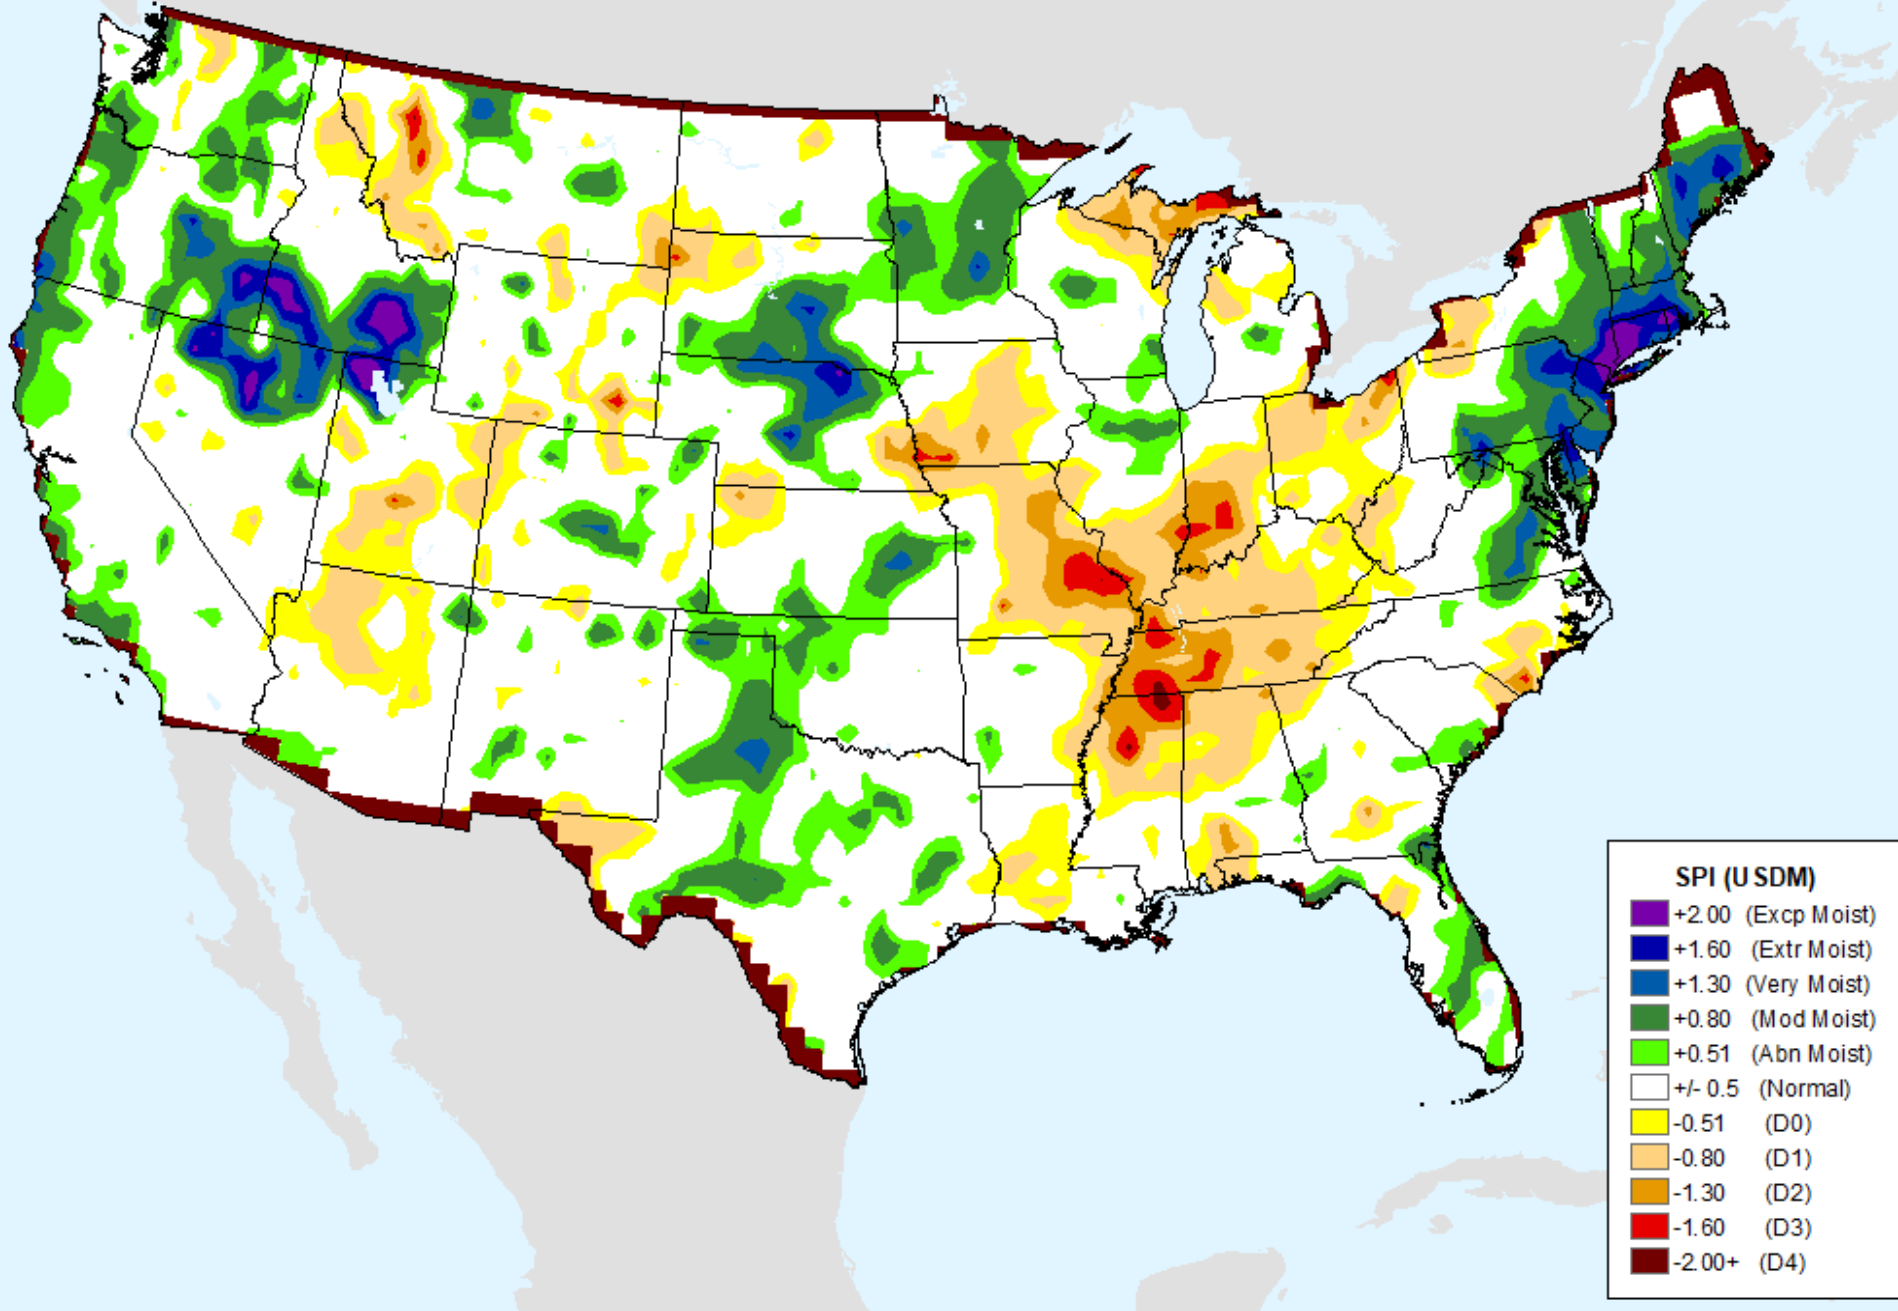 SPI (USDM)
+2.00 (Excp Moist)
+1.60 (Extr Moist)
+1.30 (Very Moist)
+0.80 (Mod Moist)
+0.51 (Abn Moist)
+/- 0.5 (Normal)
-0.51 (D0)
-0.80 (D1)
-1.30 (D2)
-1.60 (D3)
-2.00+ (D4)